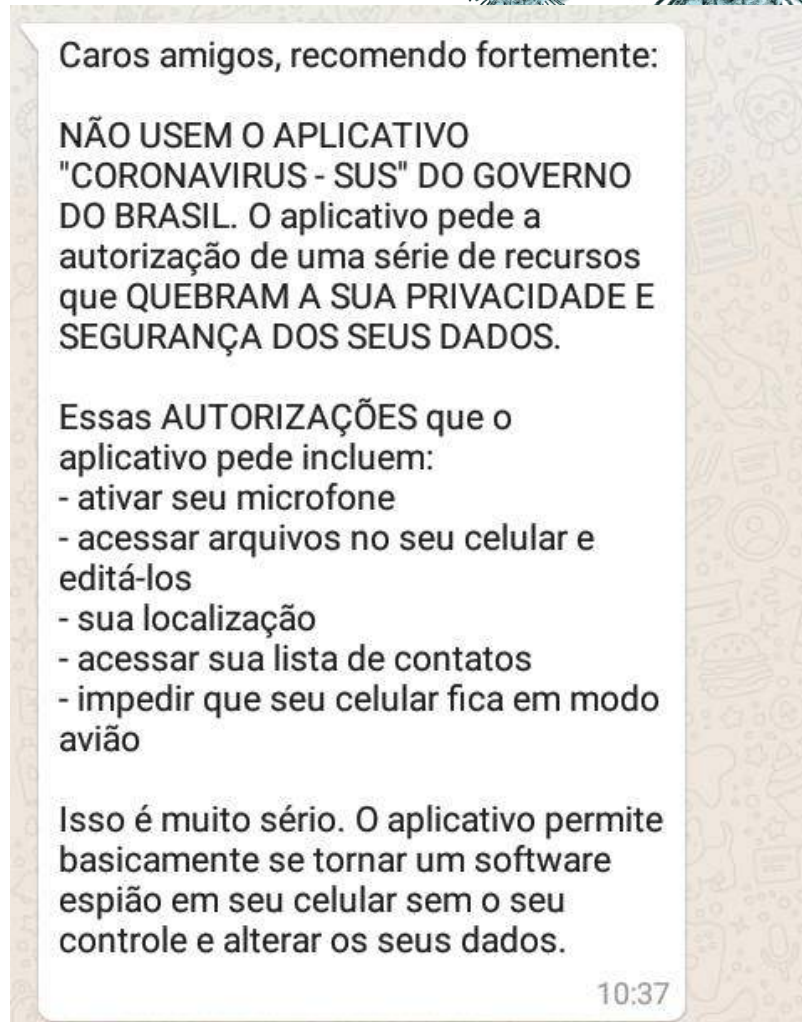 Caros amigos, recomendo fortemente:
NÃO USEM O APLICATIVO
"CORONAVIRUS - SUS" DO GOVERNO
DO BRASIL. O aplicativo pede a
autorização de uma série de recursos
que QUEBRAM A SUA PRIVACIDADE E
SEGURANÇA DOS SEUS DADOS.
Essas AUTORIZAÇÕES que o
aplicativo pede incluem:
- ativar seu microfone
- acessar arquivos no seu celular e
editá-los
- sua localização
- acessar sua lista de contatos
- impedir que seu celular fica em modo
avião
Isso é muito sério. O aplicativo permite
basicamente se tornar um software
espião em seu celular sem o seu
controle e alterar os seus dados.
10:37